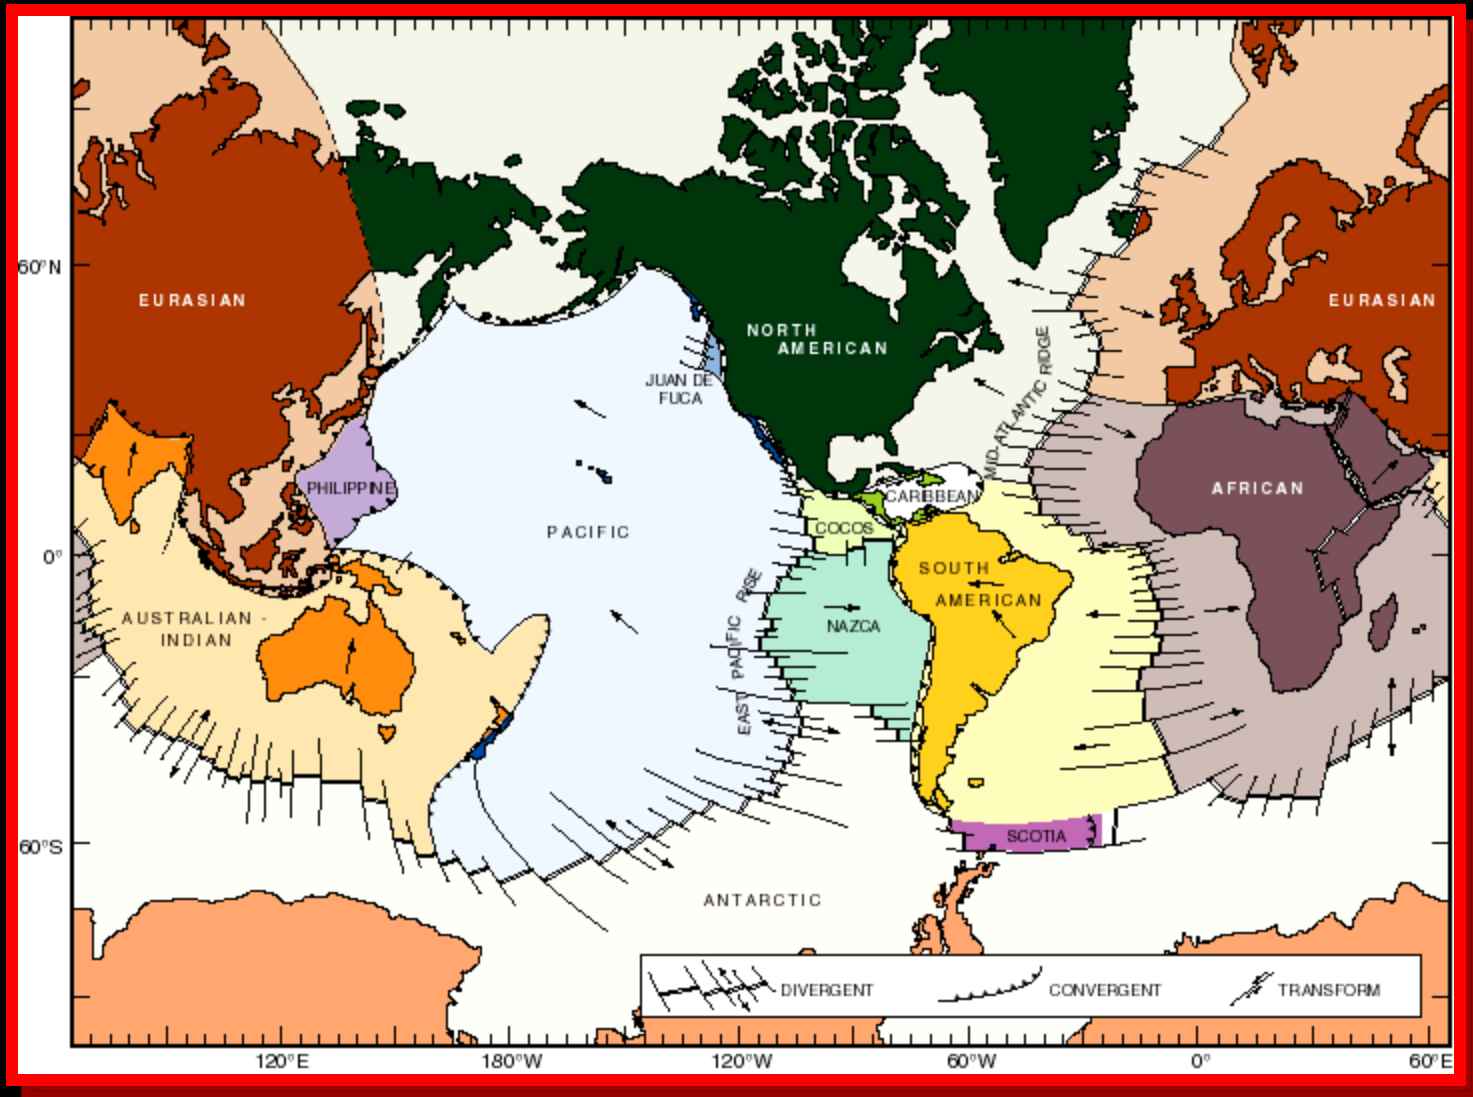 60°N
0°
60°S
EURASIAN
NORTH
AMERICAN
EURASIAN
JUAN DE
FUCA
MID-ATLANTIC RIDGE
PHILIPPINE
PACIFIC
COCOS
CARIBBEAN
AFRICAN
AUSTRALIAN -
INDIAN
EAST PACIFIC RISE
NAZCA
SOUTH
AMERICAN
SCOTIA
ANTARCTIC
DIVERGENT
CONVERGENT
TRANSFORM
120°E
180°W
120°W
60°W
0°
60°E